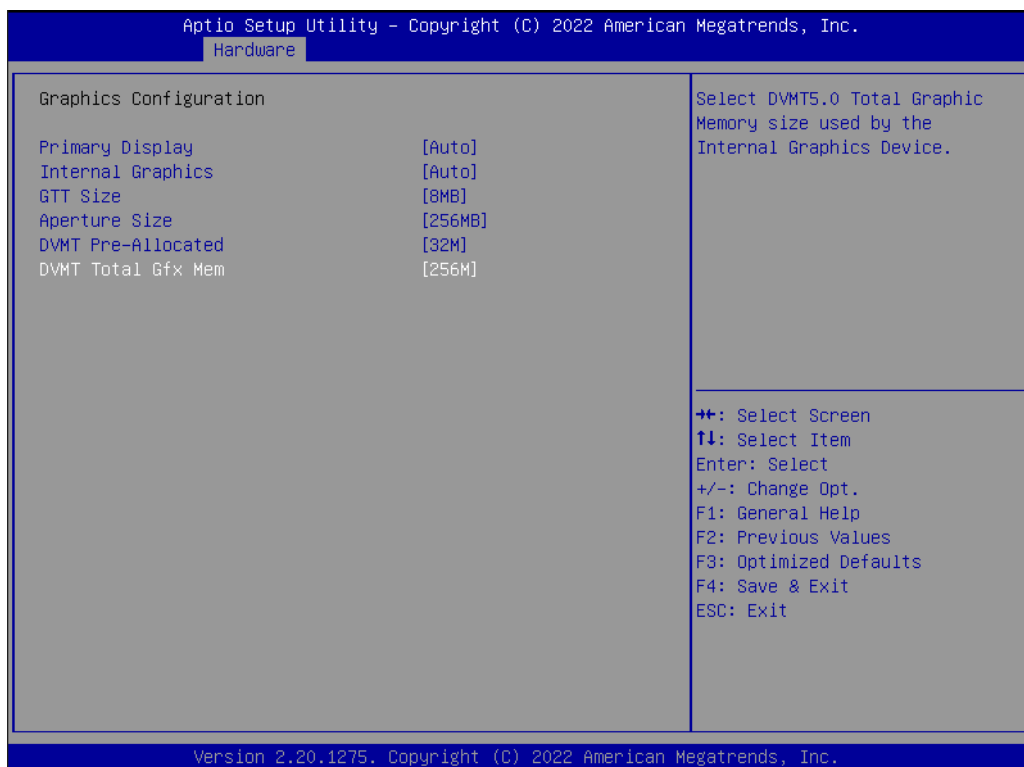 Aptio Setup Utility – Copyright (C) 2022 American Megatrends, Inc.
Hardware
Graphics Configuration
Primary Display [Auto]
Internal Graphics [Auto]
GTT Size [8MB]
Aperture Size [256MB]
DVMT Pre-Allocated [32M]
DVMT Total Gfx Mem [256M]
Select DVMT5.0 Total Graphic
Memory size used by the
Internal Graphics Device.
→←: Select Screen
↑↓: Select Item
Enter: Select
+/-: Change Opt.
F1: General Help
F2: Previous Values
F3: Optimized Defaults
F4: Save & Exit
ESC: Exit
Version 2.20.1275. Copyright (C) 2022 American Megatrends, Inc.